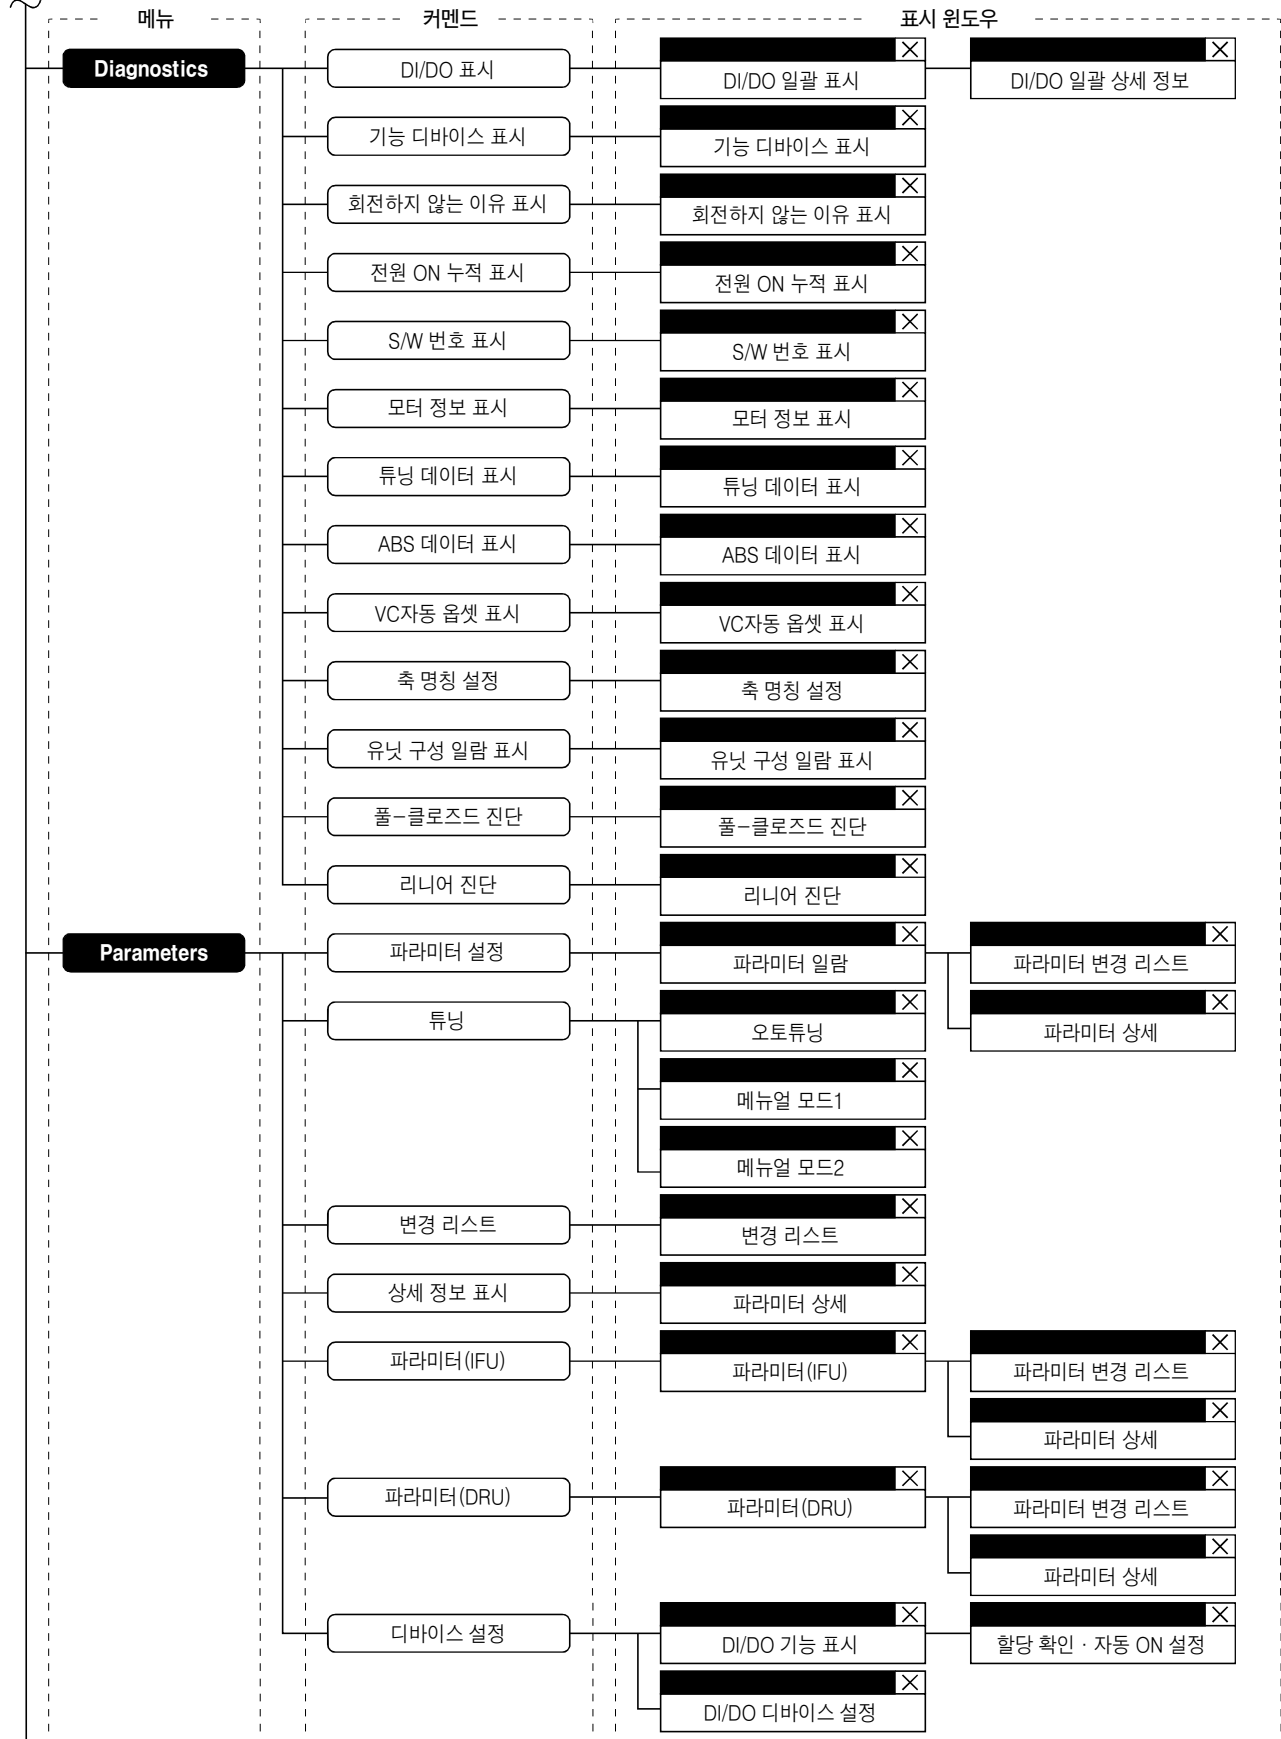 메뉴
커멘드
표시 윈도우
Diagnostics
DI/DO 표시
DI/DO 일괄 표시
DI/DO 일괄 상세 정보
기능 디바이스 표시
기능 디바이스 표시
회전하지 않는 이유 표시
회전하지 않는 이유 표시
전원 ON 누적 표시
전원 ON 누적 표시
S/W 번호 표시
S/W 번호 표시
모터 정보 표시
모터 정보 표시
튜닝 데이터 표시
튜닝 데이터 표시
ABS 데이터 표시
ABS 데이터 표시
VC자동 옵셋 표시
VC자동 옵셋 표시
축 명칭 설정
축 명칭 설정
유닛 구성 일람 표시
유닛 구성 일람 표시
풀-클로즈드 진단
풀-클로즈드 진단
리니어 진단
리니어 진단
Parameters
파라미터 설정
파라미터 일람
파라미터 변경 리스트
파라미터 상세
튜닝
오토튜닝
메뉴얼 모드1
메뉴얼 모드2
변경 리스트
변경 리스트
상세 정보 표시
파라미터 상세
파라미터(IFU)
파라미터(IFU)
파라미터 변경 리스트
파라미터 상세
파라미터(DRU)
파라미터(DRU)
파라미터 변경 리스트
파라미터 상세
디바이스 설정
DI/DO 기능 표시
할당 확인 · 자동 ON 설정
DI/DO 디바이스 설정